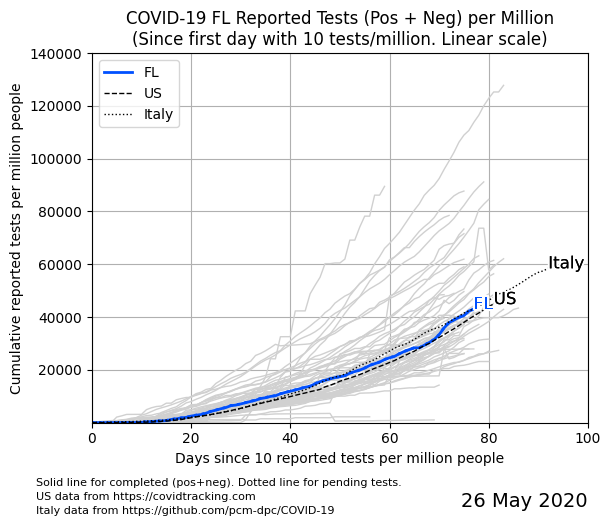 COVID-19 FL Reported Tests (Pos + Neg) per Million
(Since first day with 10 tests/million. Linear scale)
Cumulative reported tests per million people
140000
120000
100000
80000
60000
40000
20000
FL
US
Italy
Italy
US
FL
0
20
40
60
80
100
Days since 10 reported tests per million people
Solid line for completed (pos+neg). Dotted line for pending tests.
US data from https://covidtracking.com
Italy data from https://github.com/pcm-dpc/COVID-19
26 May 2020